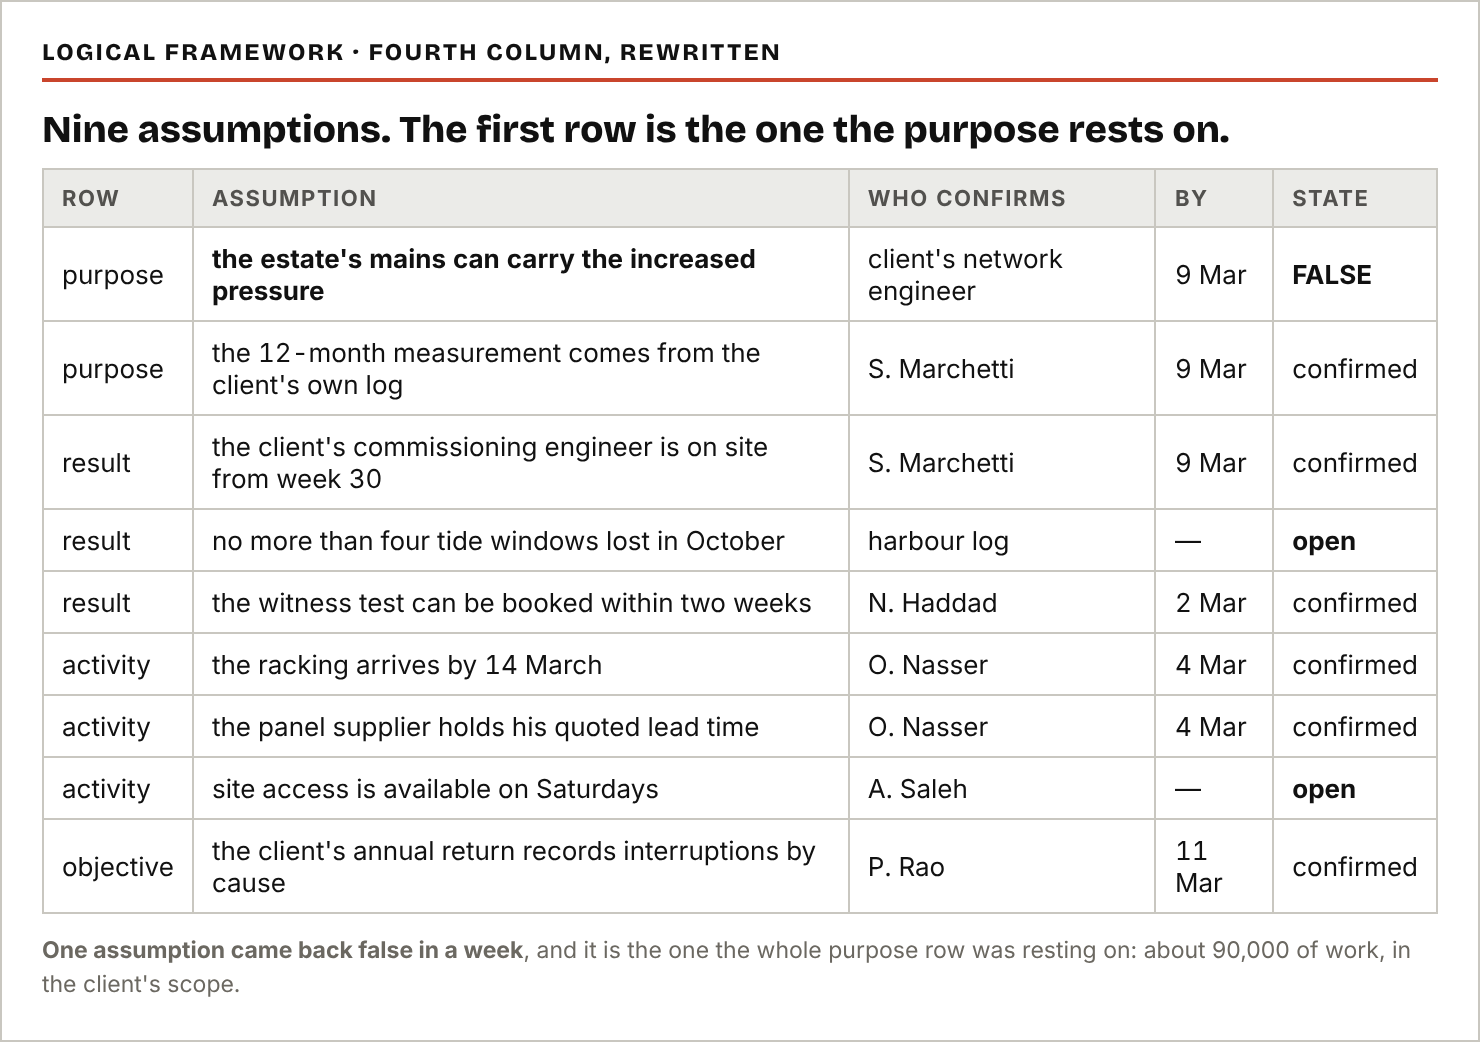 LOGICAL FRAMEWORK · FOURTH COLUMN, REWRITTEN
Nine assumptions. The first row is the one the purpose rests on.
ROW ASSUMPTION WHO CONFIRMS BY STATE
purpose the estate's mains can carry the increased pressure client's network engineer 9 Mar FALSE
purpose the 12-month measurement comes from the client's own log S. Marchetti 9 Mar confirmed
result the client's commissioning engineer is on site from week 30 S. Marchetti 9 Mar confirmed
result no more than four tide windows lost in October harbour log — open
result the witness test can be booked within two weeks N. Haddad 2 Mar confirmed
activity the racking arrives by 14 March O. Nasser 4 Mar confirmed
activity the panel supplier holds his quoted lead time O. Nasser 4 Mar confirmed
activity site access is available on Saturdays A. Saleh — open
objective the client's annual return records interruptions by cause P. Rao 11 Mar confirmed
One assumption came back false in a week, and it is the one the whole purpose row was resting on: about 90,000 of work, in
the client's scope.